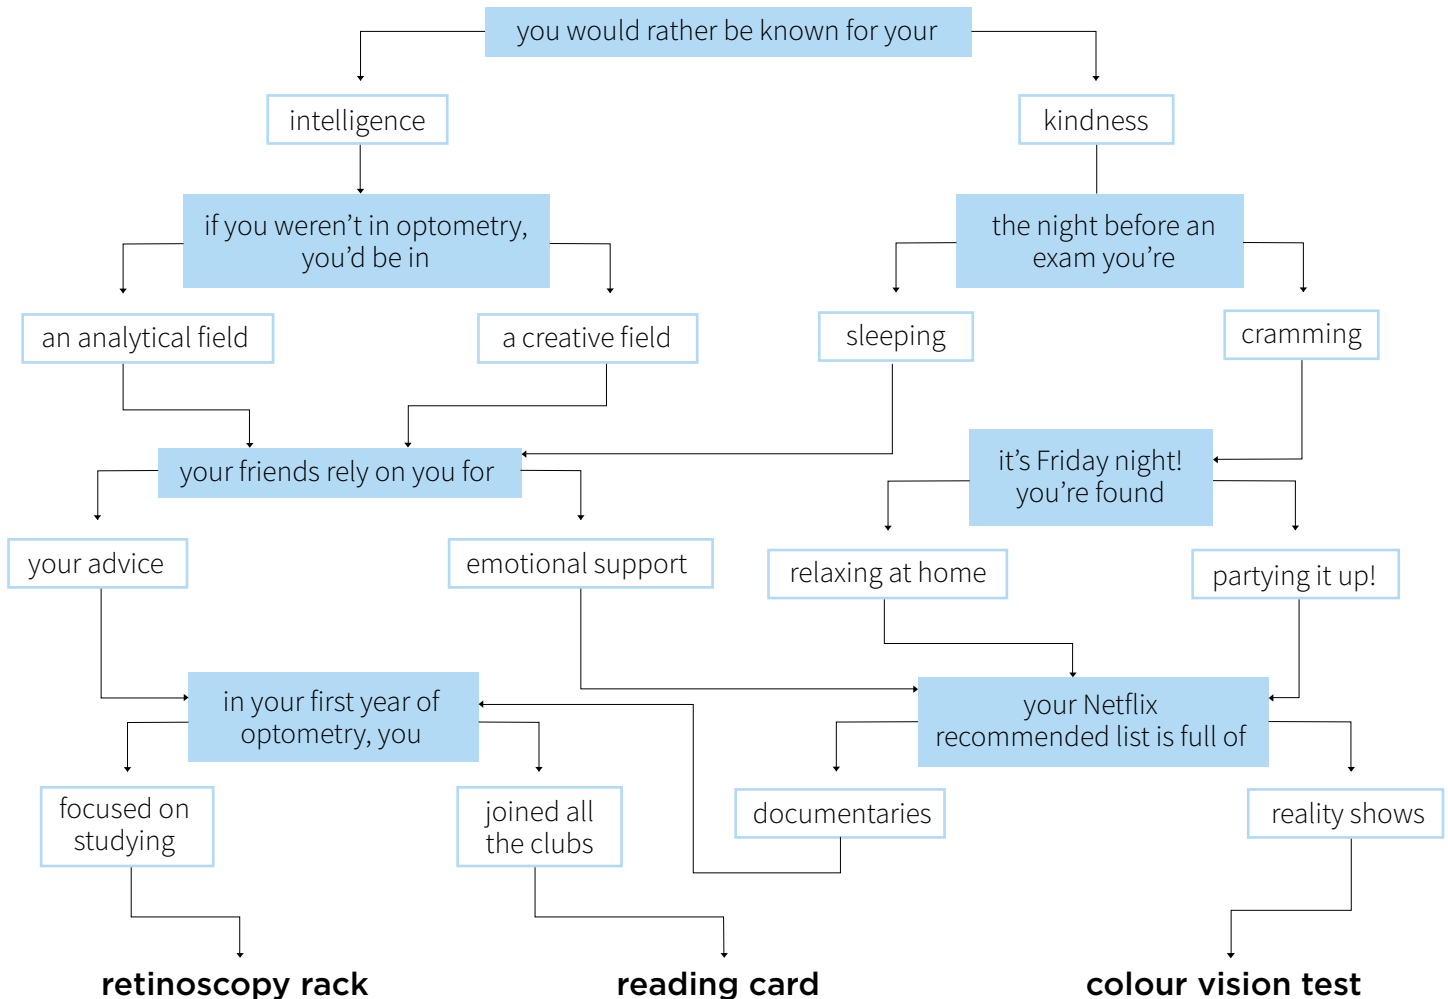 you would rather be known for your
intelligence
kindness
if you weren’t in optometry,
you’d be in
the night before an
exam you’re
an analytical field
a creative field
sleeping
cramming
your friends rely on you for
it’s Friday night!
you’re found
your advice
emotional support
relaxing at home
partying it up!
in your first year of
optometry, you
your Netflix
recommended list is full of
focused on
studying
joined all
the clubs
documentaries
reality shows
retinoscopy rack
reading card
colour vision test